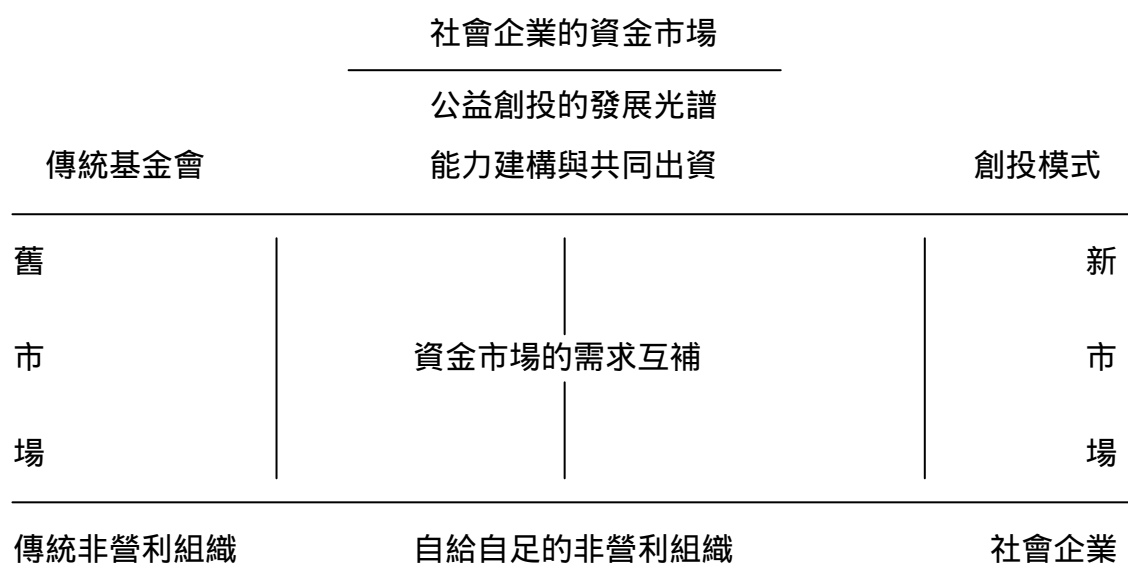 社會企業的資金市場
公益創投的發展光譜
傳統基金會 能力建構與共同出資 創投模式
舊 新
市 資金市場的需求互補 市
場 場
傳統非營利組織 自給自足的非營利組織 社會企業